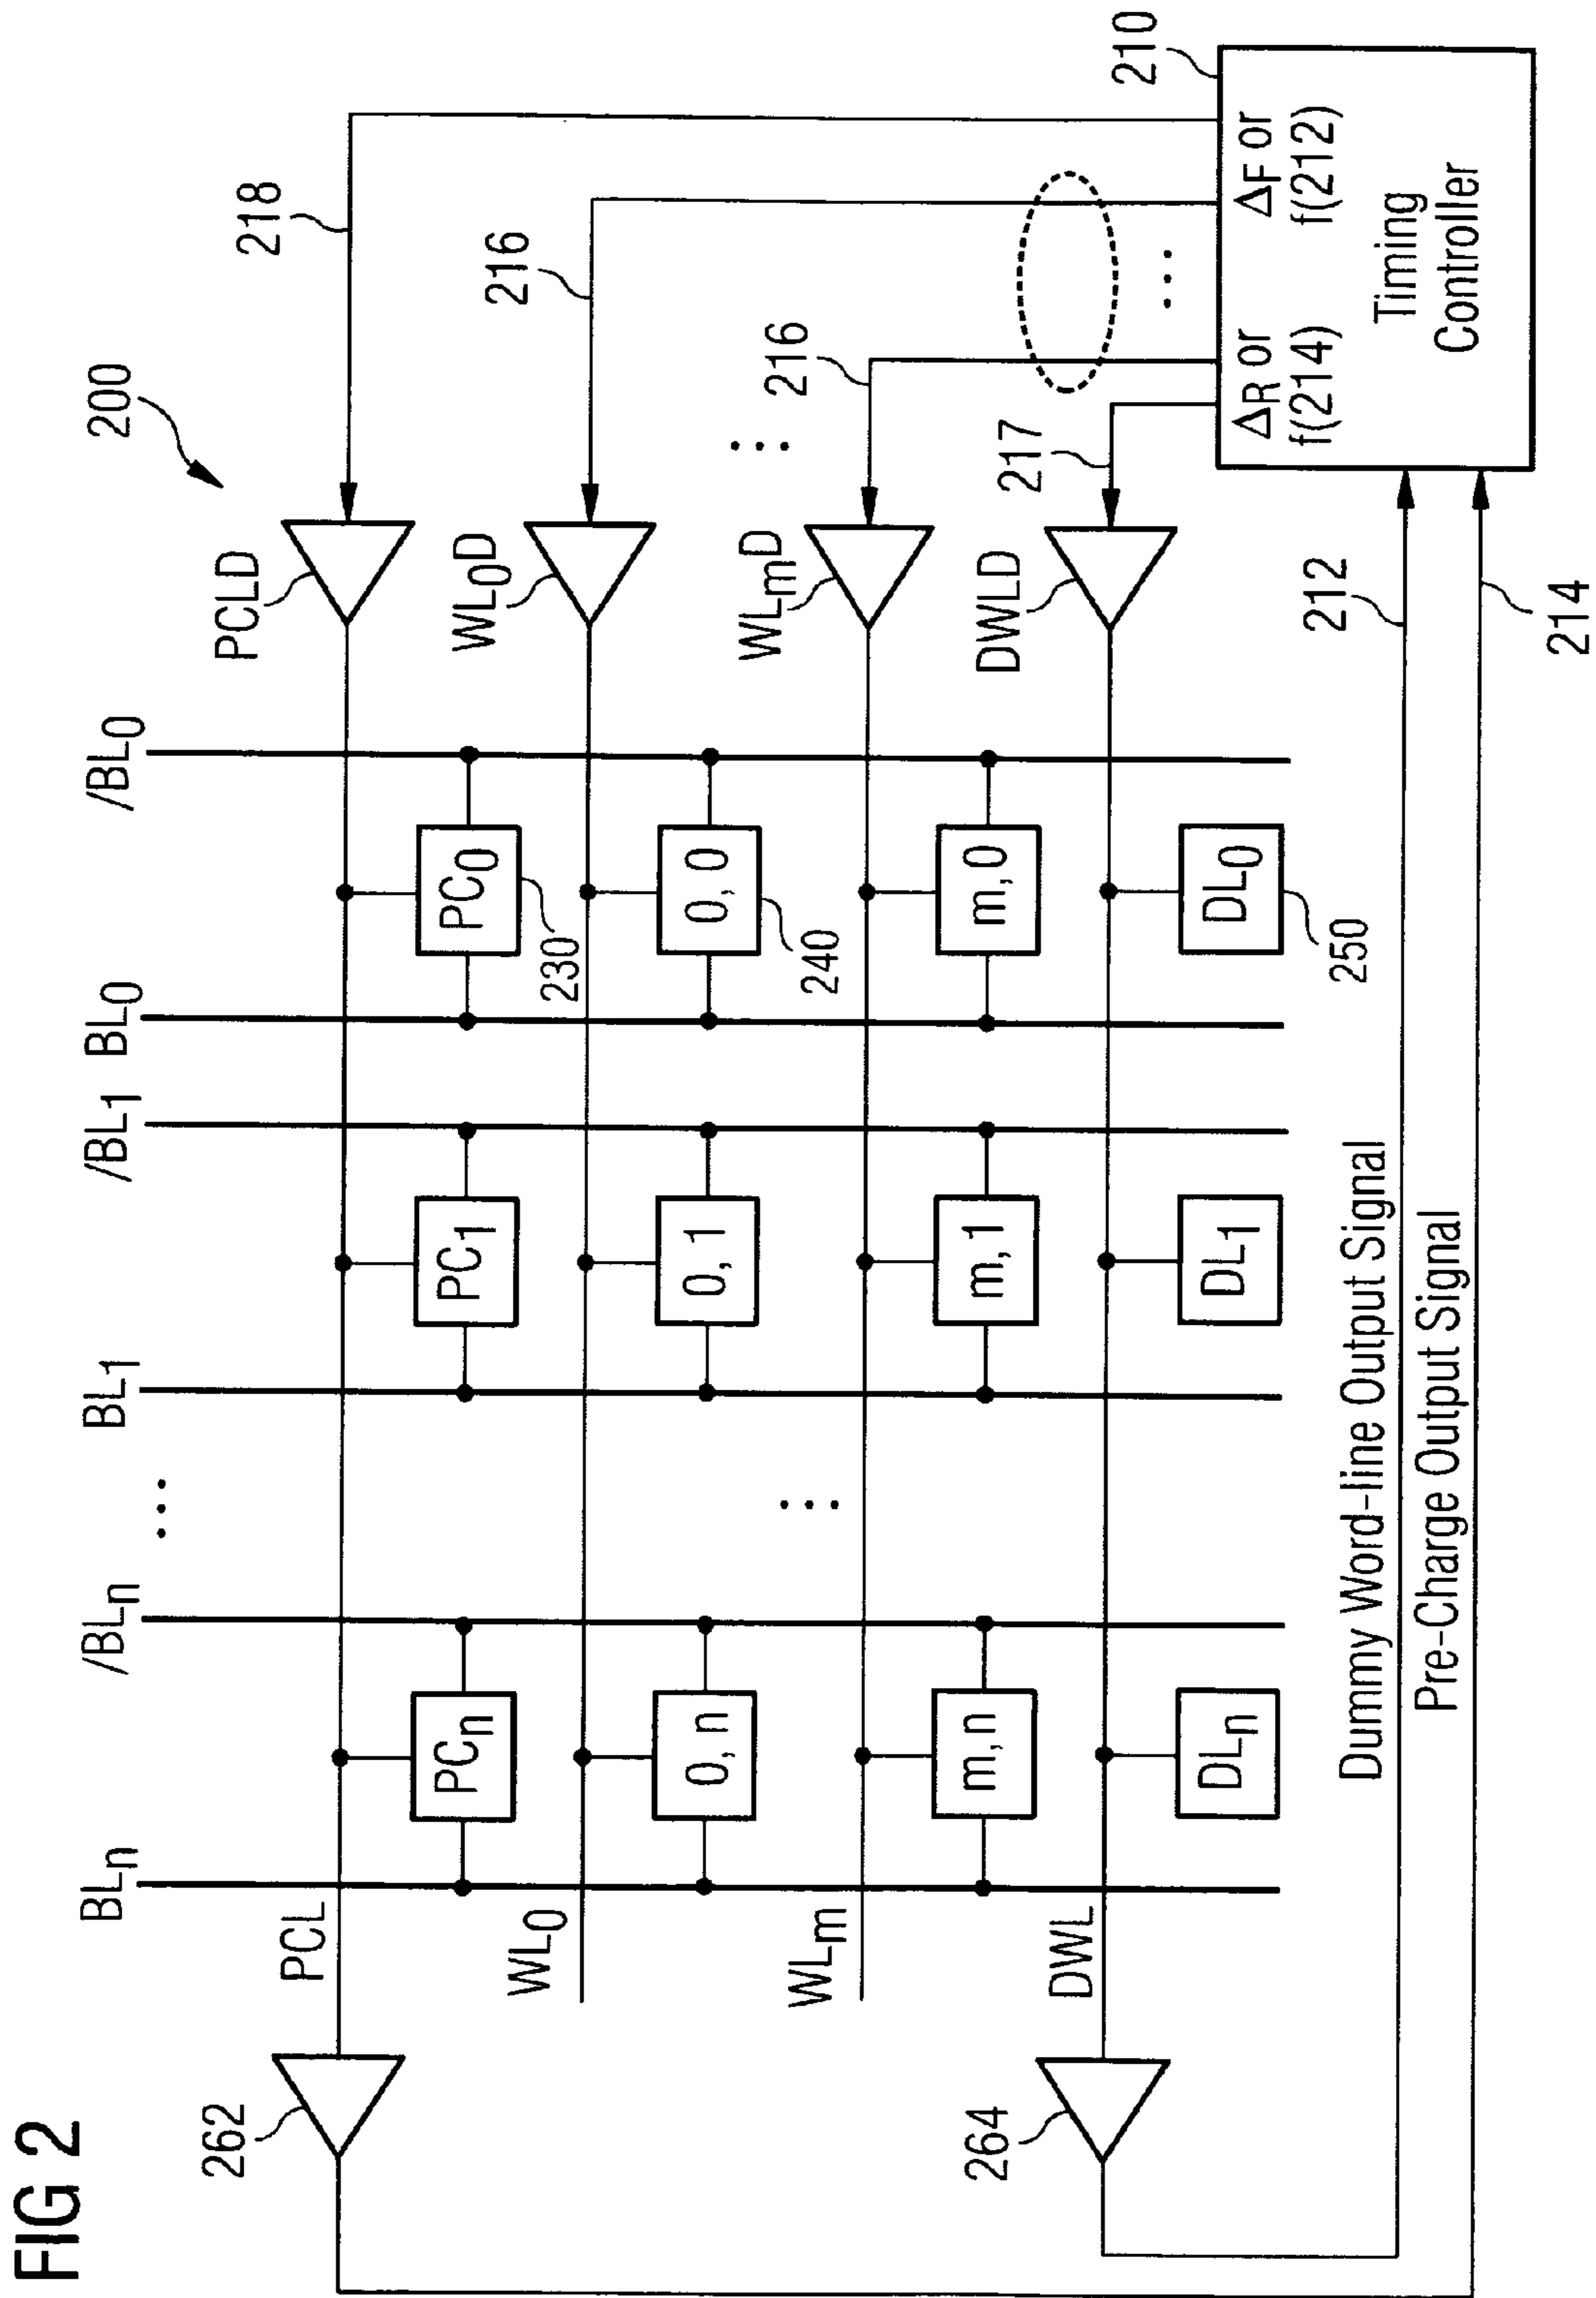 FIG 2
200
BLn
/BLn
...
BL1
/BL1
BL0
/BL0
262
PCL
PCLD
218
PCn
PC1
PC0
230
WL0
WL0D
216
0, n
0, 1
0, 0
240
...
...
WLm
WLmD
216
m, n
m, 1
m, 0
264
DWL
DWLD
217
DLn
DL1
DL0
250
210
ΔR or
f(214)
...
ΔF or
f(212)
Timing
Controller
Dummy Word-line Output Signal
212
Pre-Charge Output Signal
214